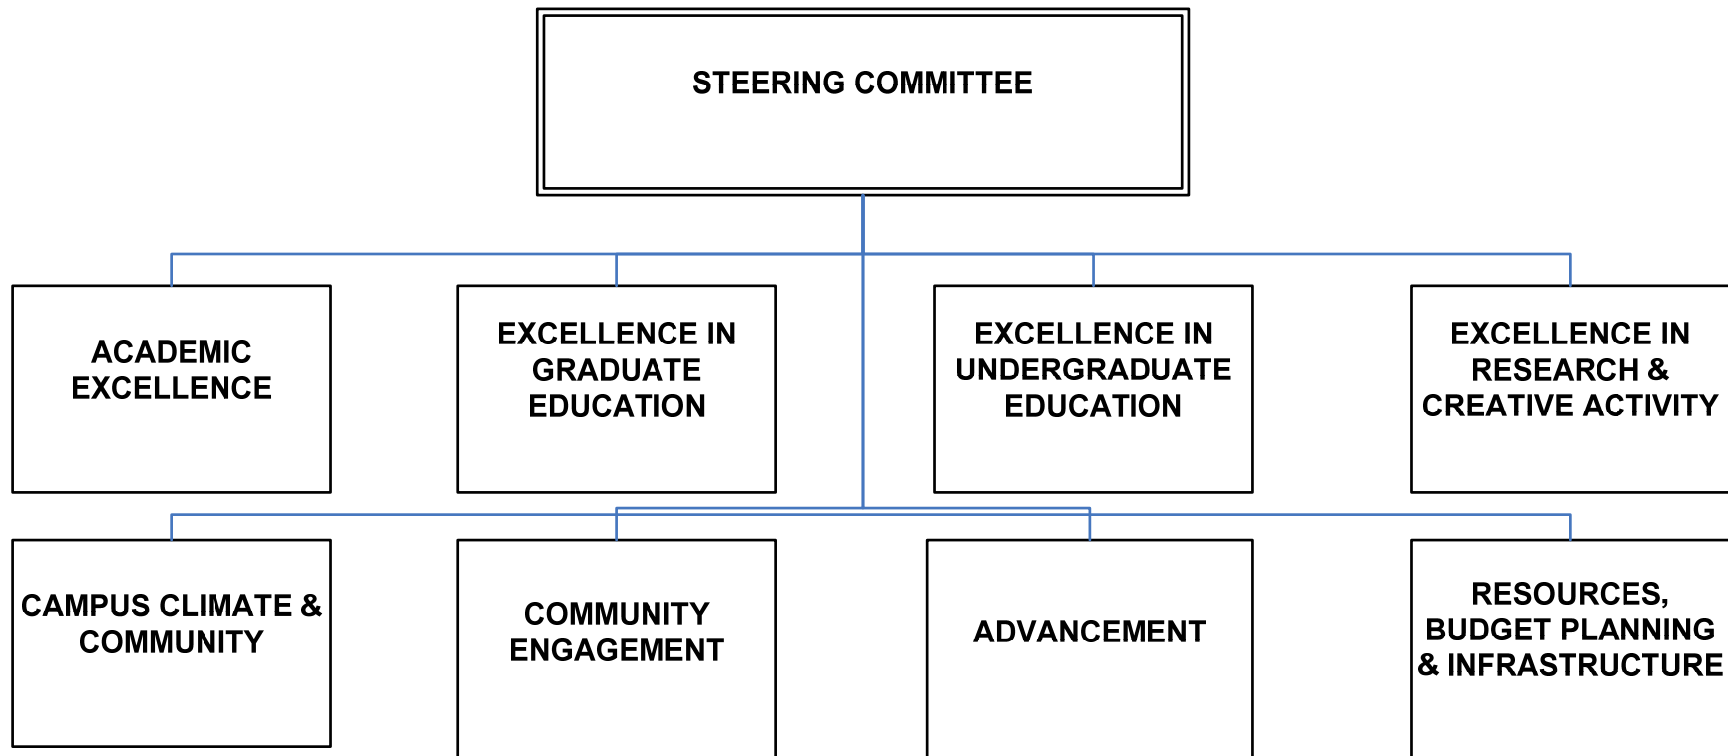 STEERING COMMITTEE
ACADEMIC
EXCELLENCE
EXCELLENCE IN
GRADUATE
EDUCATION
EXCELLENCE IN
UNDERGRADUATE
EDUCATION
EXCELLENCE IN
RESEARCH &
CREATIVE ACTIVITY
CAMPUS CLIMATE &
COMMUNITY
COMMUNITY
ENGAGEMENT
ADVANCEMENT
RESOURCES,
BUDGET PLANNING
& INFRASTRUCTURE